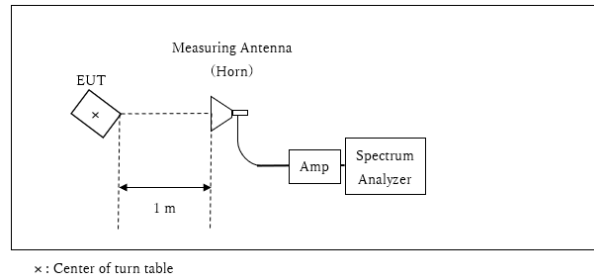 Measuring Antenna
(Horn)
EUT
×
Amp
Spectrum
Analyzer
1 m
× : Center of turn table